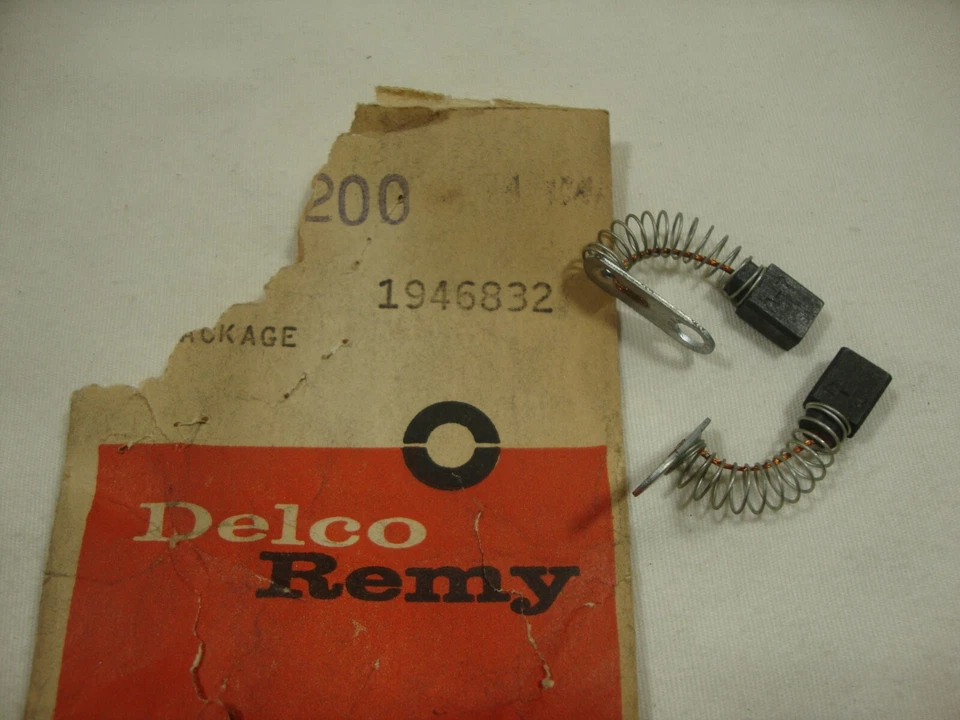 200
1946832
ACKAGE
Delco
Remy